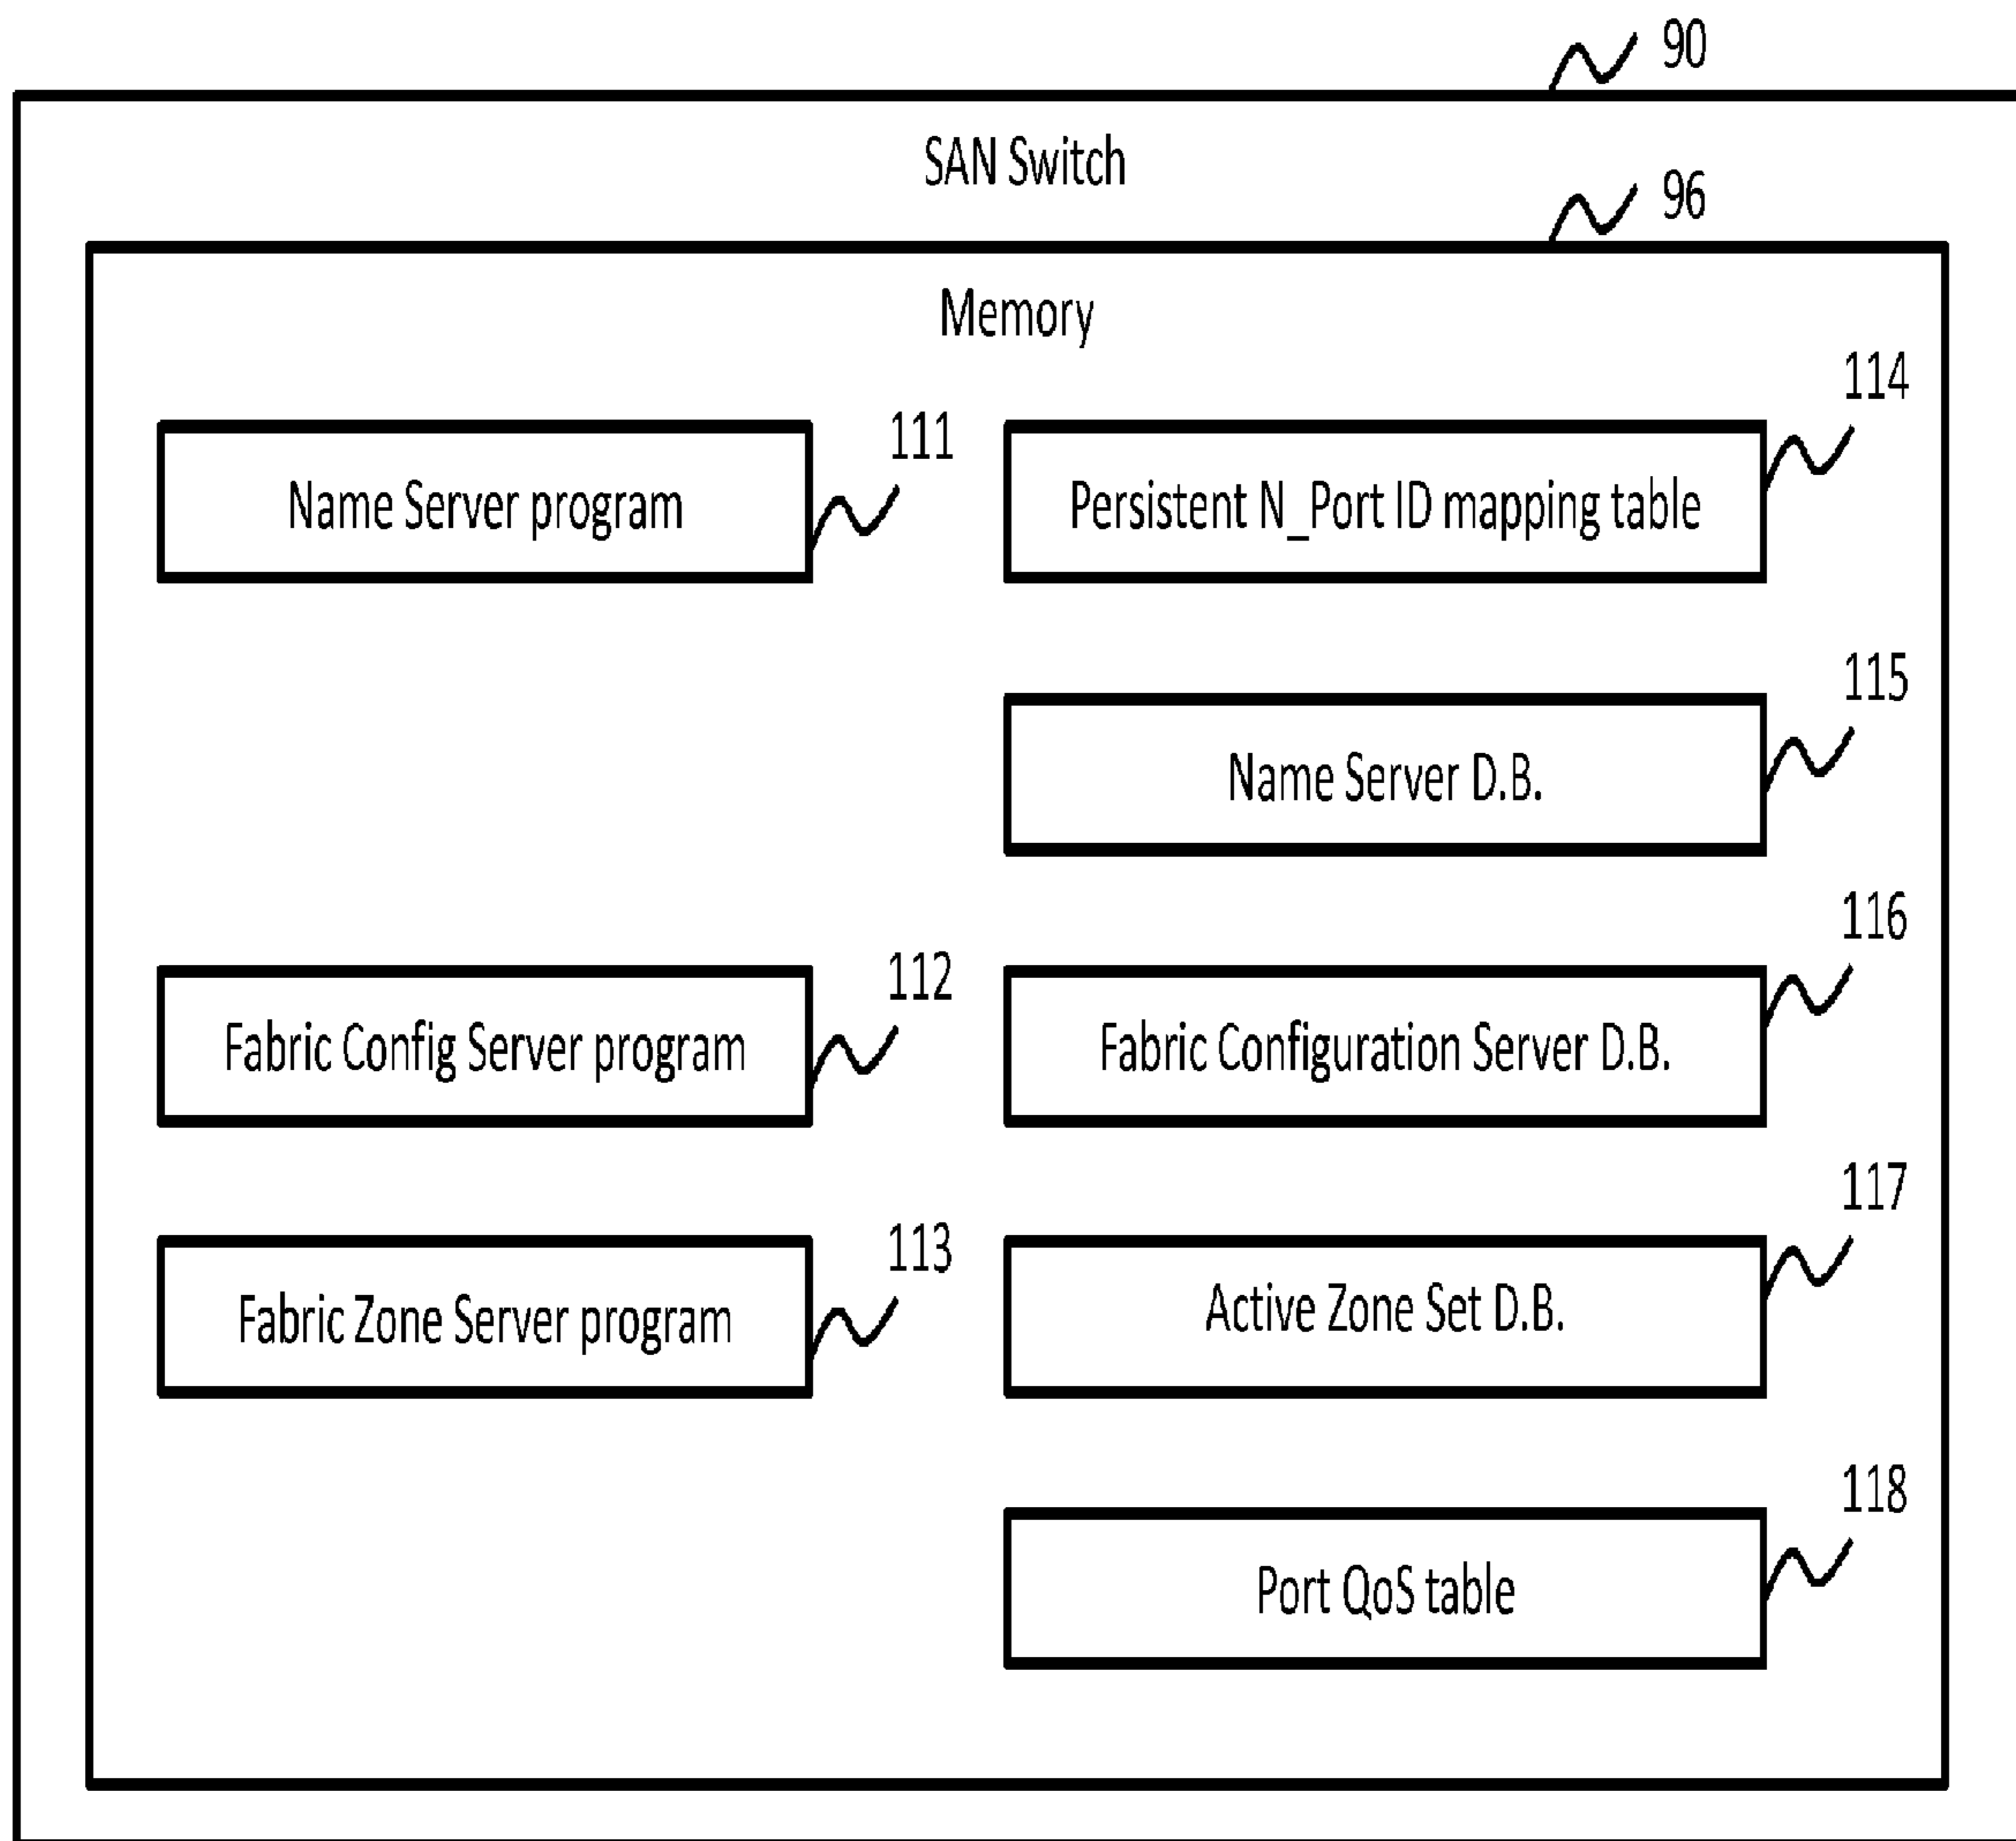 90
SAN Switch
96
Memory
114
111
Name Server program
Persistent N_Port ID mapping table
115
Name Server D.B.
116
112
Fabric Config Server program
Fabric Configuration Server D.B.
117
113
Fabric Zone Server program
Active Zone Set D.B.
118
Port QoS table